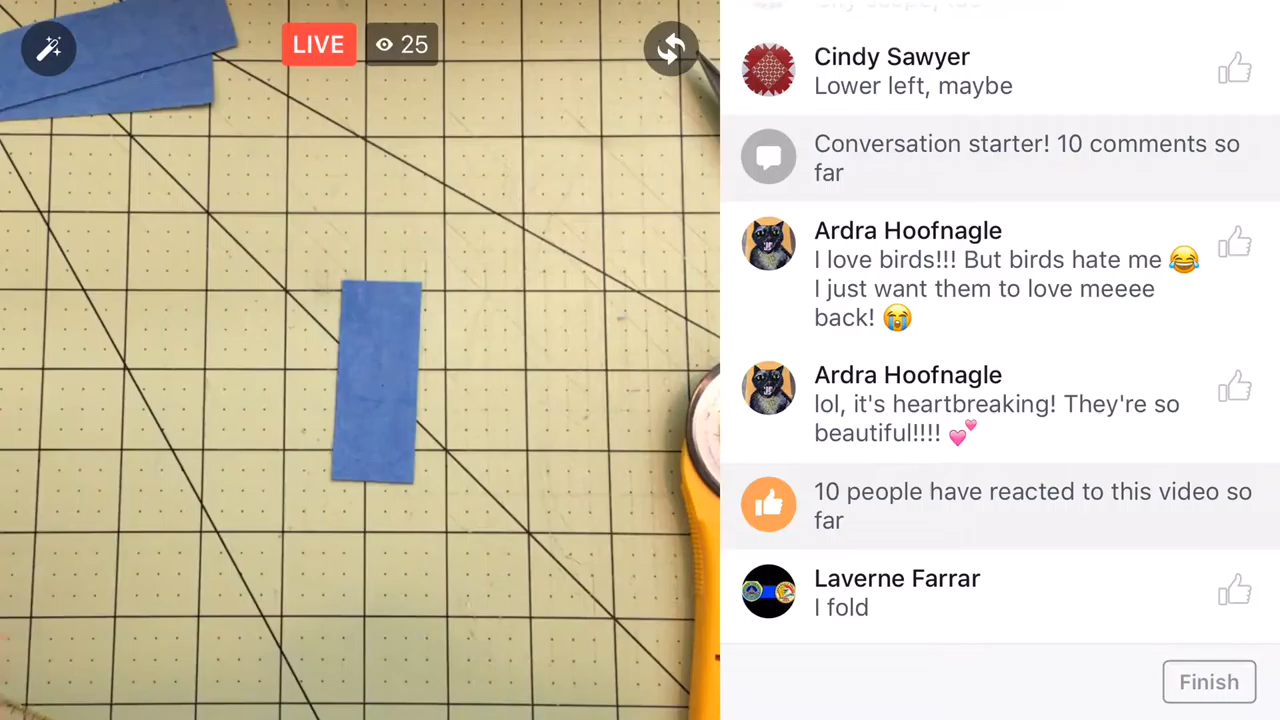 LIVE
25
Cindy Sawyer
Lower left, maybe
Conversation starter! 10 comments so
far
Ardra Hoofnagle
I love birds!!! But birds hate me 😂
I just want them to love meeee
back! 😭
Ardra Hoofnagle
lol, it's heartbreaking! They're so
beautiful!!!! 💕
10 people have reacted to this video so
far
Laverne Farrar
I fold
Finish